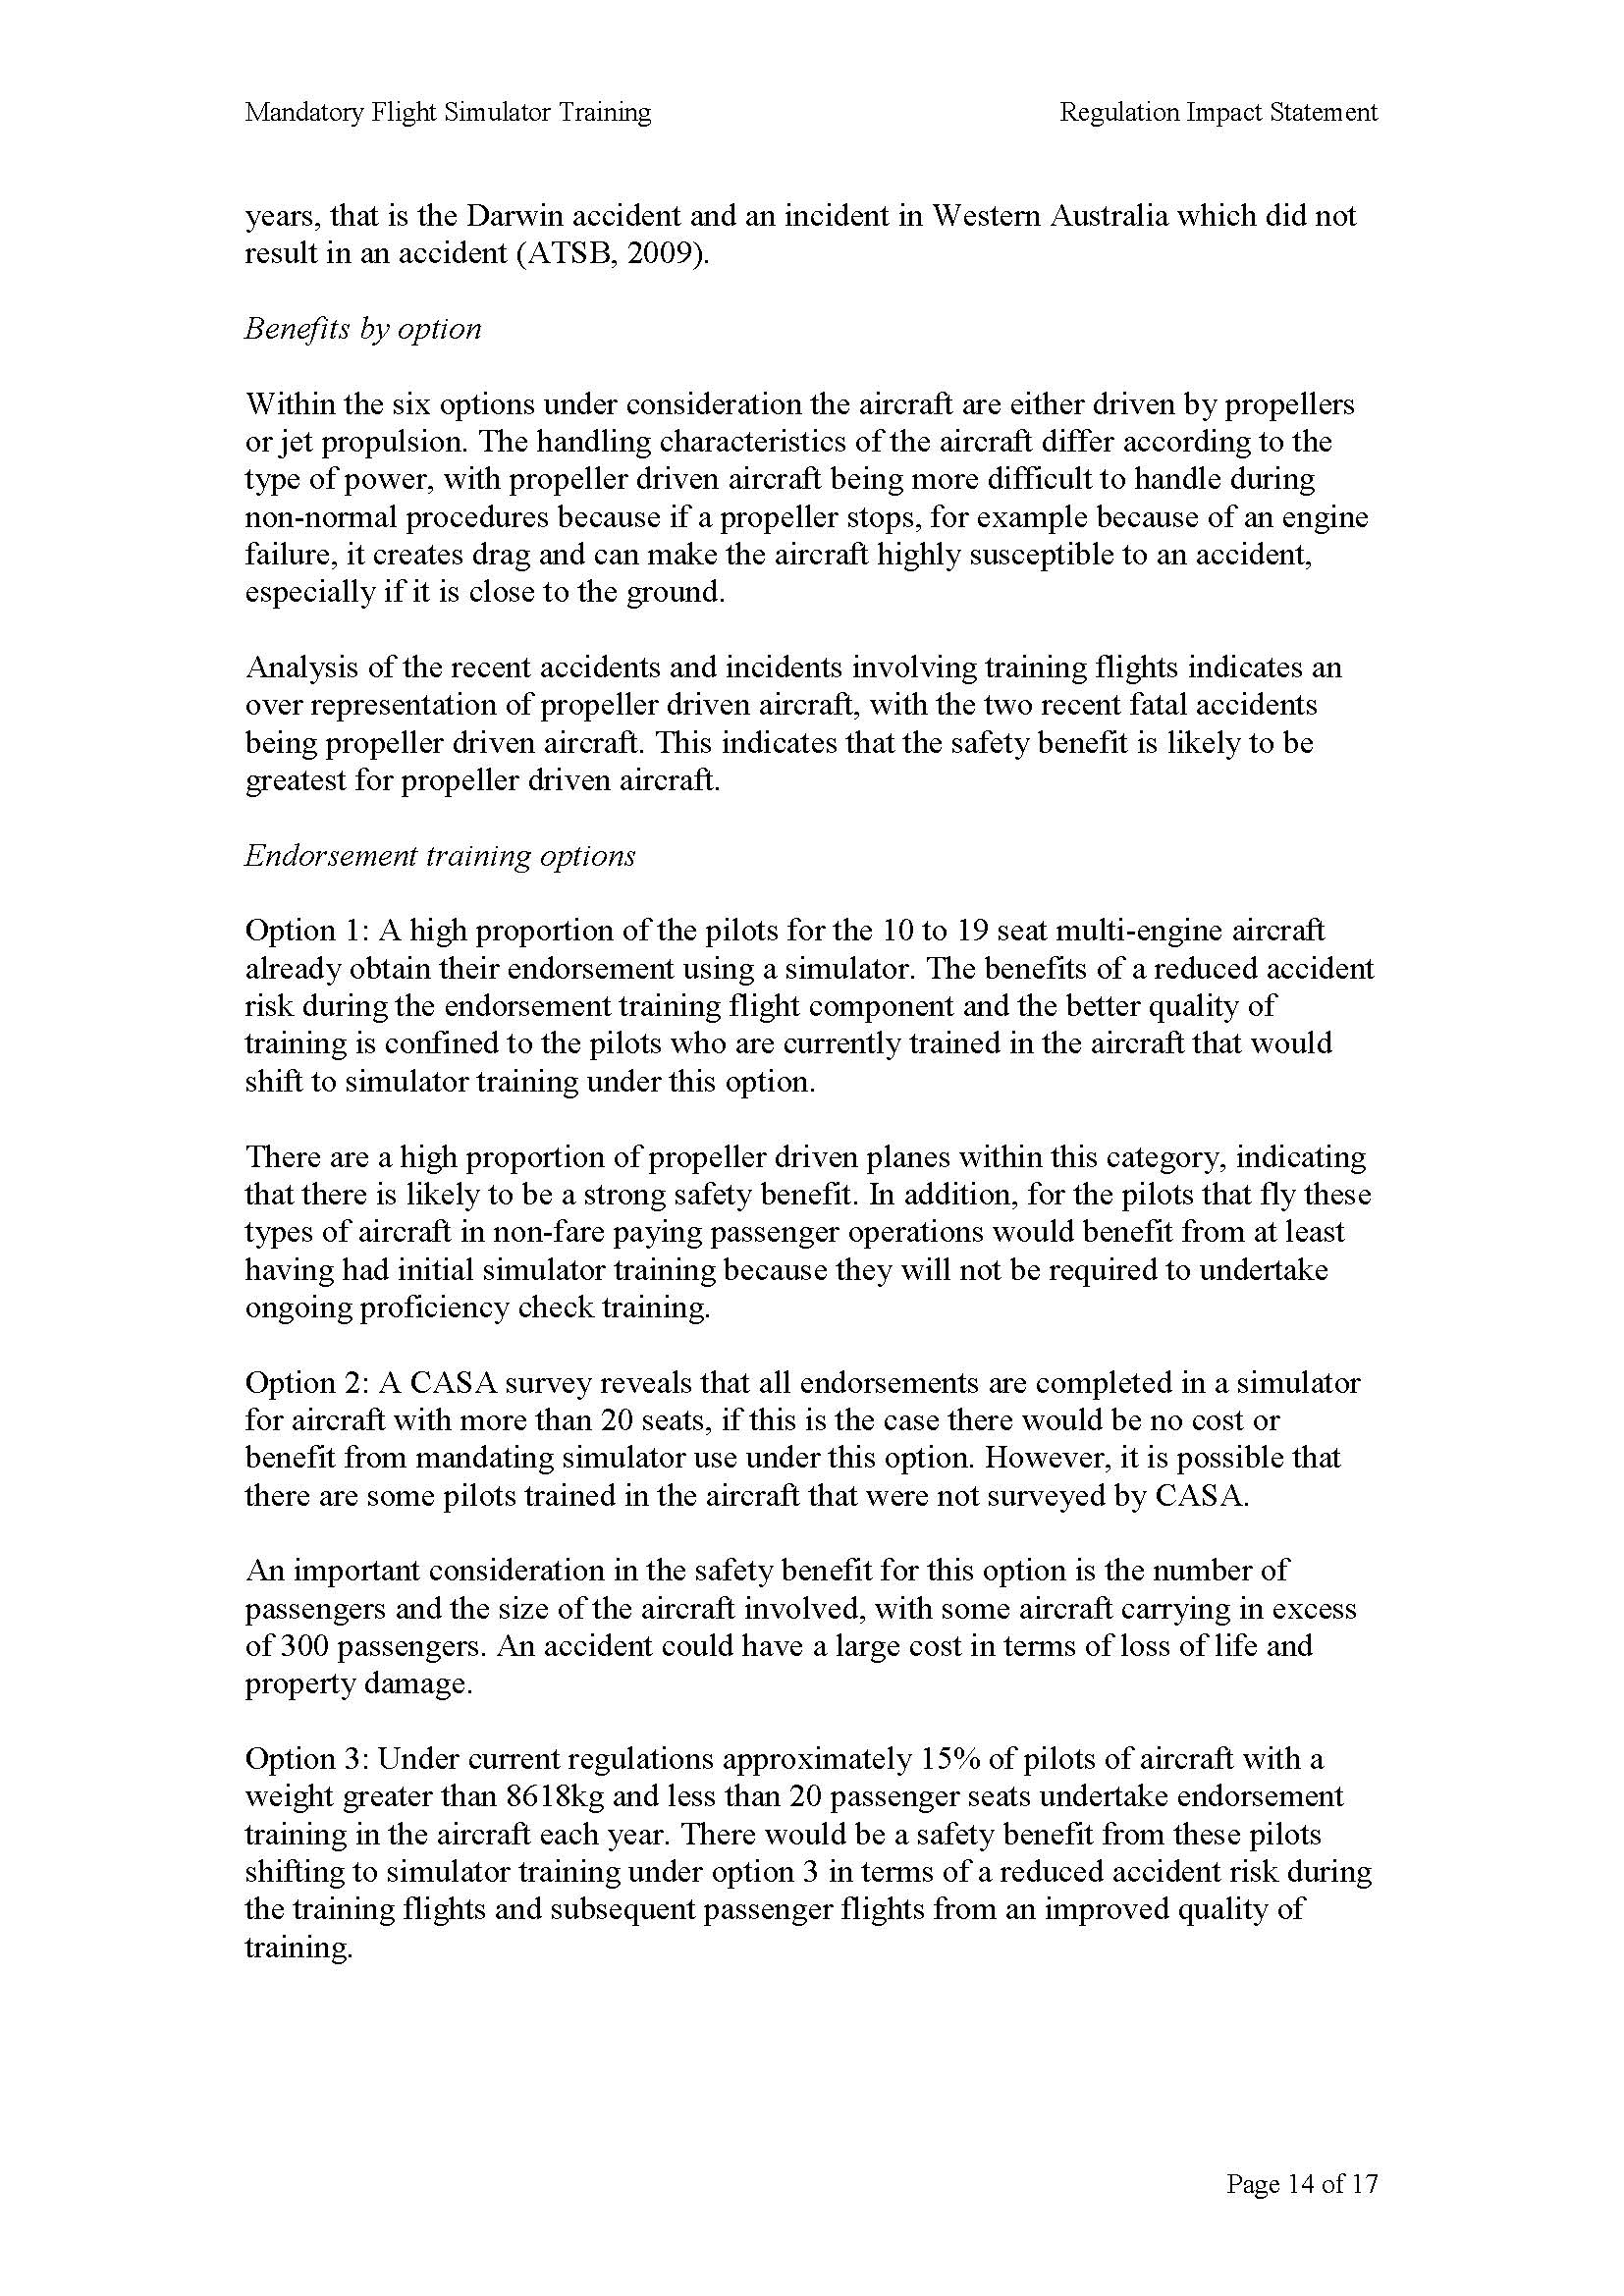 Mandatory Flight Simulator Training Regulation Impact Statement
years, that is the Darwin accident and an incident in Western Australia which did not
result in an accident (ATSB, 2009).
Benefits by option
Within the six options under consideration the aircraft are either driven by propellers
or jet propulsion. The handling characteristics of the aircraft differ according to the
type of power, with propeller driven aircraft being more difficult to handle during
non-normal procedures because if a propeller stops, for example because of an engine
failure, it creates drag and can make the aircraft highly susceptible to an accident,
especially if it is close to the ground.
Analysis of the recent accidents and incidents involving training flights indicates an
over representation of propeller driven aircraft, with the two recent fatal accidents
being propeller driven aircraft. This indicates that the safety benefit is likely to be
greatest for propeller driven aircraft.
Endorsement training options
Option 1: A high proportion of the pilots for the 10 to 19 seat multi-engine aircraft
already obtain their endorsement using a simulator. The benefits of a reduced accident
risk during the endorsement training flight component and the better quality of
training is confined to the pilots who are currently trained in the aircraft that would
shift to simulator training under this option.
There are a high proportion of propeller driven planes within this category, indicating
that there is likely to be a strong safety benefit. In addition, for the pilots that fly these
types of aircraft in non-fare paying passenger operations would benefit from at least
having had initial simulator training because they will not be required to undertake
ongoing proficiency check training.
Option 2: A CASA survey reveals that all endorsements are completed in a simulator
for aircraft with more than 20 seats, if this is the case there would be no cost or
benefit from mandating simulator use under this option. However, it is possible that
there are some pilots trained in the aircraft that were not surveyed by CASA.
An important consideration in the safety benefit for this option is the number of
passengers and the size of the aircraft involved, with some aircraft carrying in excess
of 300 passengers. An accident could have a large cost in terms of loss of life and
property damage.
Option 3: Under current regulations approximately 15% of pilots of aircraft with a
weight greater than 8618kg and less than 20 passenger seats undertake endorsement
training in the aircraft each year. There would be a safety benefit from these pilots
shifting to simulator training under option 3 in terms of a reduced accident risk during
the training flights and subsequent passenger flights from an improved quality of
training.
Page 14 of 17